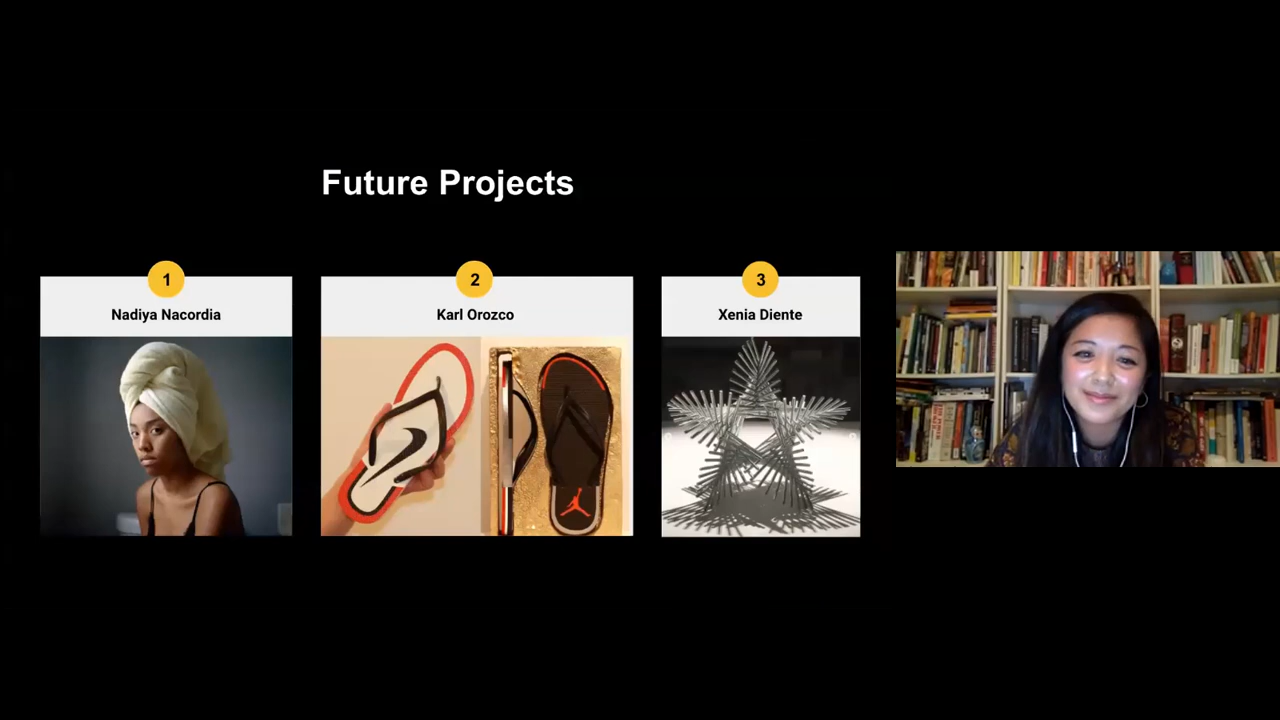 Future Projects
1
Nadiya Nacordia
2
Karl Orozco
3
Xenia Diente